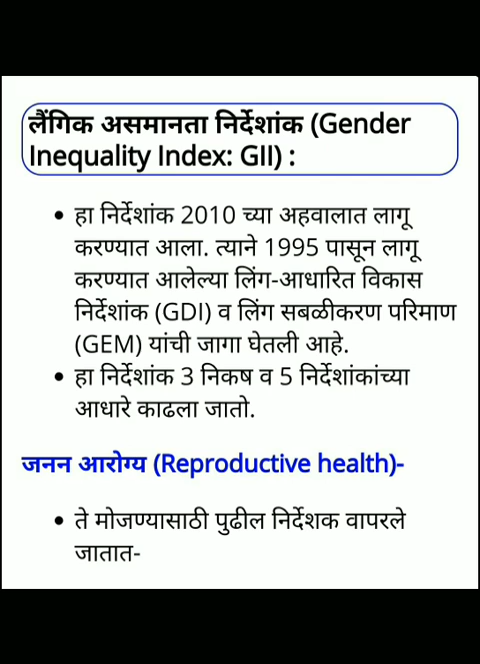 लैंगिक असमानता निर्देशांक (Gender
Inequality Index: GII) :
• हा निर्देशांक 2010 च्या अहवालात लागू
करण्यात आला. त्याने 1995 पासून लागू
करण्यात आलेल्या लिंग-आधारित विकास
निर्देशांक (GDI) व लिंग सबळीकरण परिमाण
(GEM) यांची जागा घेतली आहे.
• हा निर्देशांक 3 निकष व 5 निर्देशांकांच्या
आधारे काढला जातो.
जनन आरोग्य (Reproductive health)-
• ते मोजण्यासाठी पुढील निर्देशक वापरले
जातात-